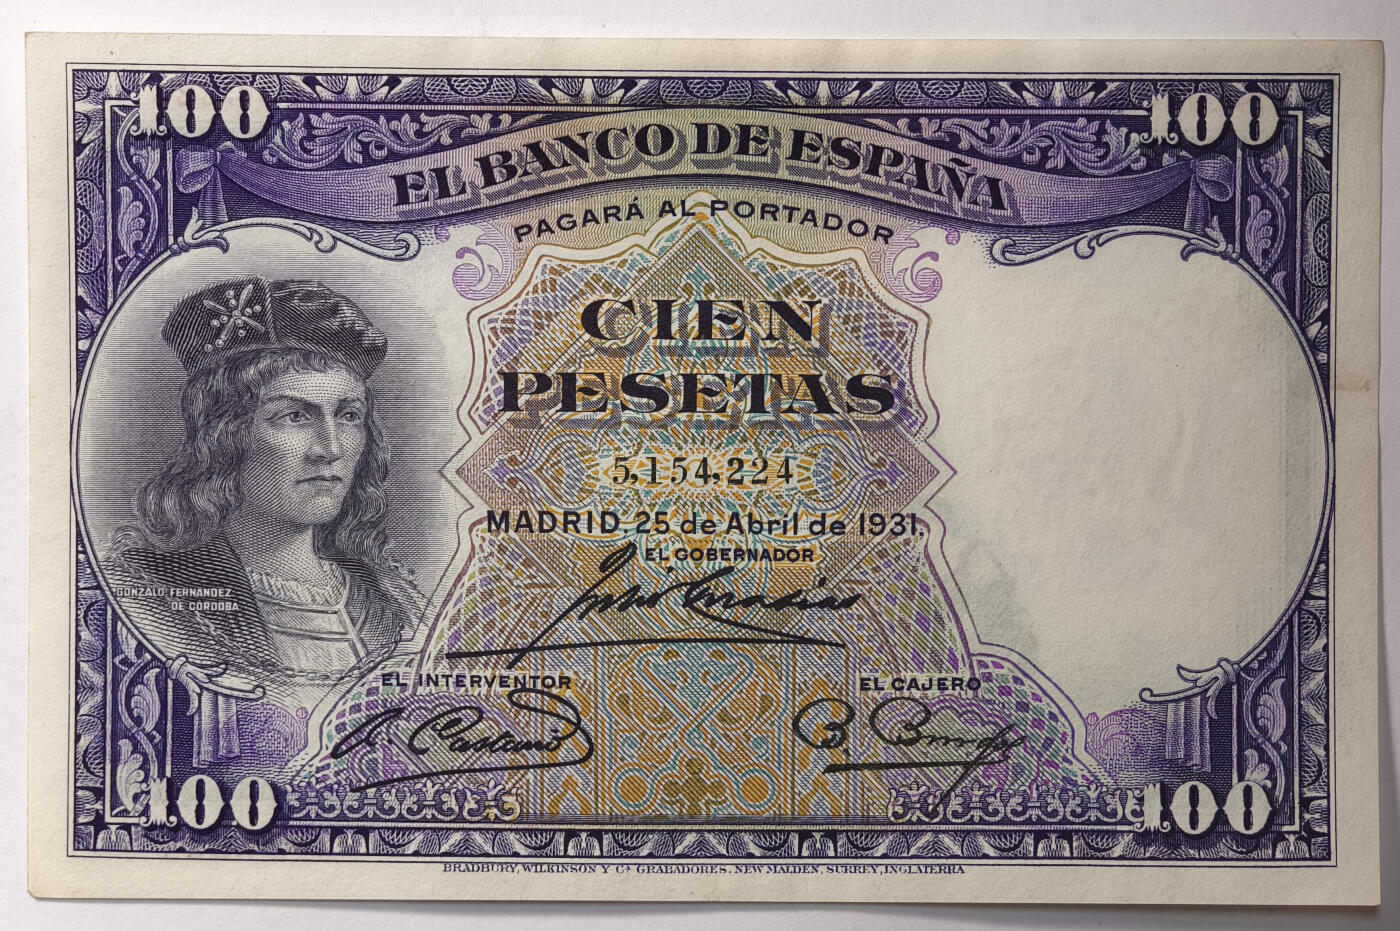 100 100
EL BANCO DE ESPAÑA
PAGARÁ AL PORTADOR
CIEN
PESETAS
5,154,224
MADRID, 25 de Abril de 1931.
EL GOBERNADOR
GONZALO FERNANDEZ
DE CÓRDOBA
EL INTERVENTOR EL CAJERO
100 100
BRADBURY, WILKINSON Y Cª GRABADORES. NEW MALDEN, SURREY, INGLATERRA